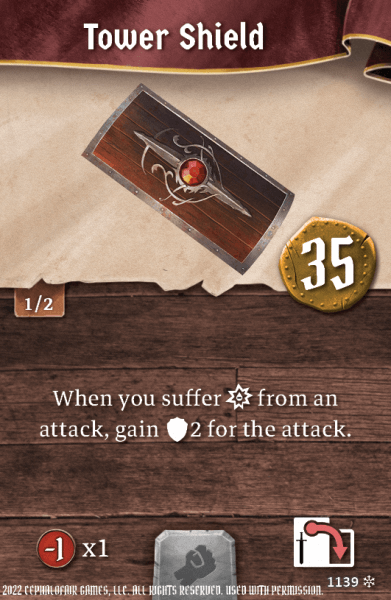 Tower Shield
35
1/2
When you suffer from an
attack, gain 2 for the attack.
-1 x1
1139
2022 CEPHALOFAIR GAMES, LLC. ALL RIGHTS RESERVED. USED WITH PERMISSION.